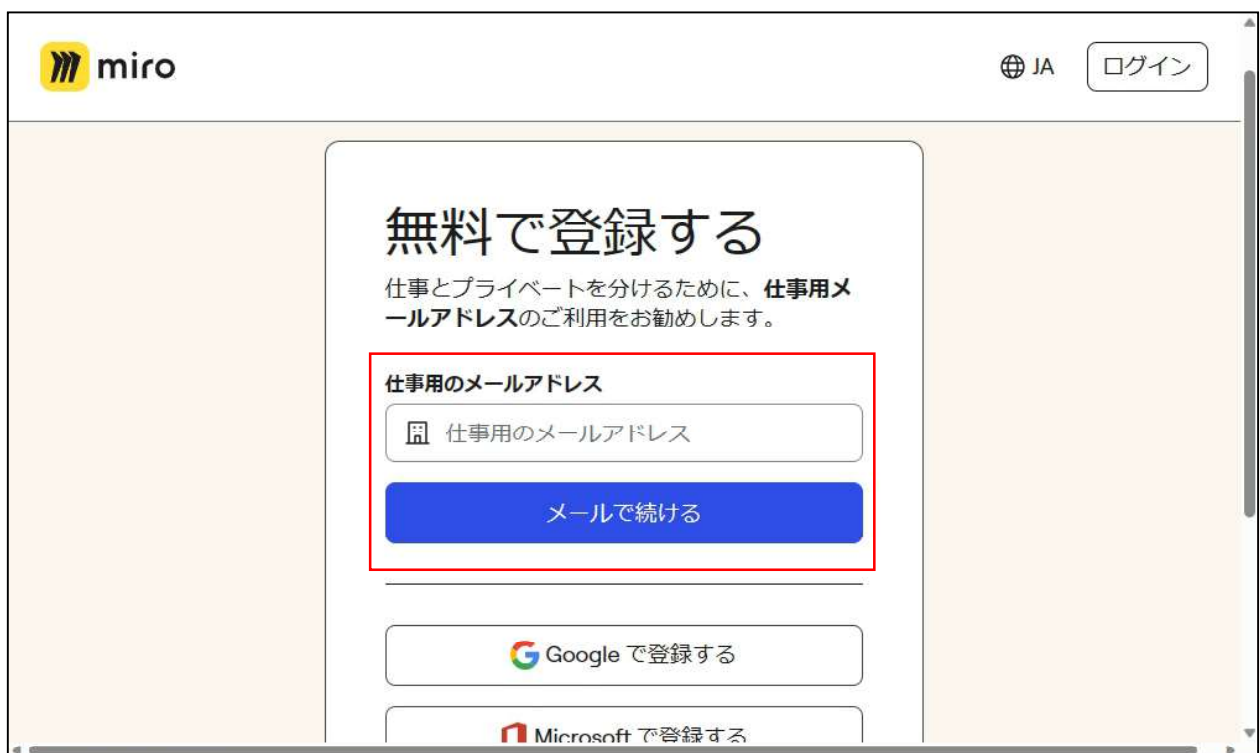 miro
JA
ログイン
無料で登録する
仕事とプライベートを分けるために、仕事用メ
ールアドレスのご利用をお勧めします。
仕事用のメールアドレス
仕事用のメールアドレス
メールで続ける
Google で登録する
Microsoft で登録する